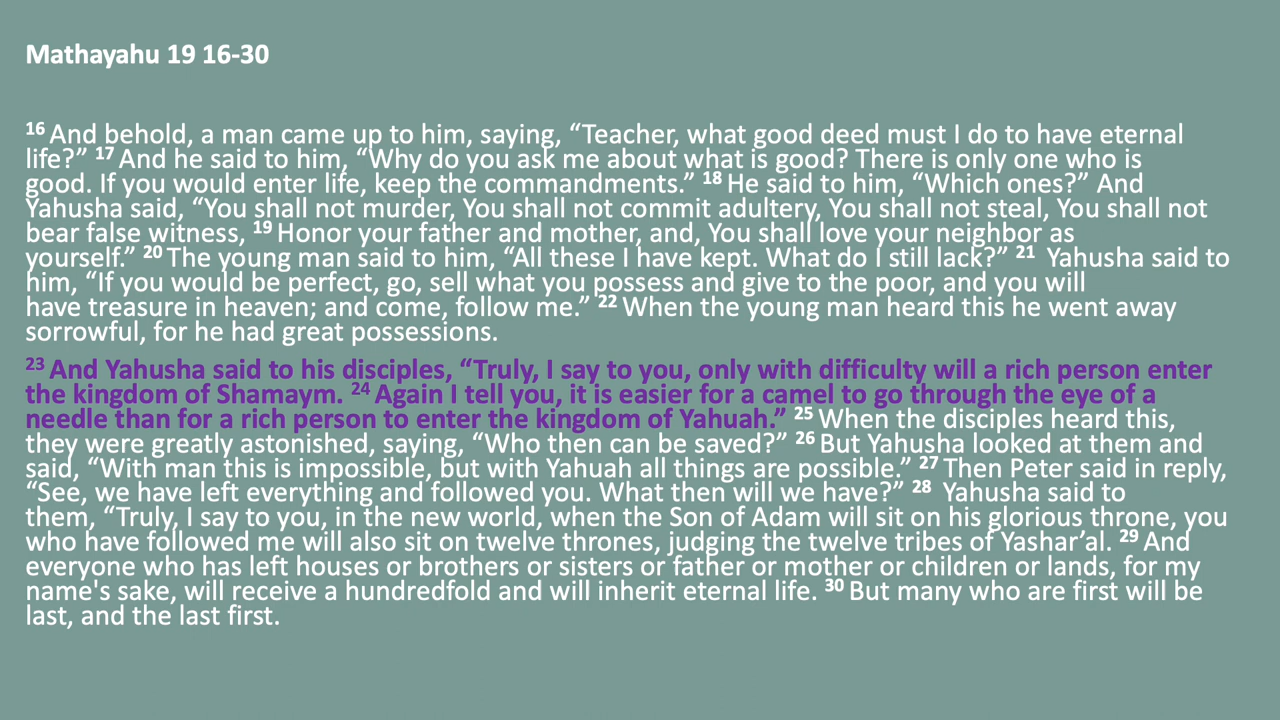 Mathayahu 19 16-30
16 And behold, a man came up to him, saying, “Teacher, what good deed must I do to have eternal
life?” 17 And he said to him, “Why do you ask me about what is good? There is only one who is
good. If you would enter life, keep the commandments.” 18 He said to him, “Which ones?” And
Yahusha said, “You shall not murder, You shall not commit adultery, You shall not steal, You shall not
bear false witness, 19 Honor your father and mother, and, You shall love your neighbor as
yourself.” 20 The young man said to him, “All these I have kept. What do I still lack?” 21 Yahusha said to
him, “If you would be perfect, go, sell what you possess and give to the poor, and you will
have treasure in heaven; and come, follow me.” 22 When the young man heard this he went away
sorrowful, for he had great possessions.
23 And Yahusha said to his disciples, “Truly, I say to you, only with difficulty will a rich person enter
the kingdom of Shamaym. 24 Again I tell you, it is easier for a camel to go through the eye of a
needle than for a rich person to enter the kingdom of Yahuah.” 25 When the disciples heard this,
they were greatly astonished, saying, “Who then can be saved?” 26 But Yahusha looked at them and
said, “With man this is impossible, but with Yahuah all things are possible.” 27 Then Peter said in reply,
“See, we have left everything and followed you. What then will we have?” 28 Yahusha said to
them, “Truly, I say to you, in the new world, when the Son of Adam will sit on his glorious throne, you
who have followed me will also sit on twelve thrones, judging the twelve tribes of Yashar’al. 29 And
everyone who has left houses or brothers or sisters or father or mother or children or lands, for my
name's sake, will receive a hundredfold and will inherit eternal life. 30 But many who are first will be
last, and the last first.